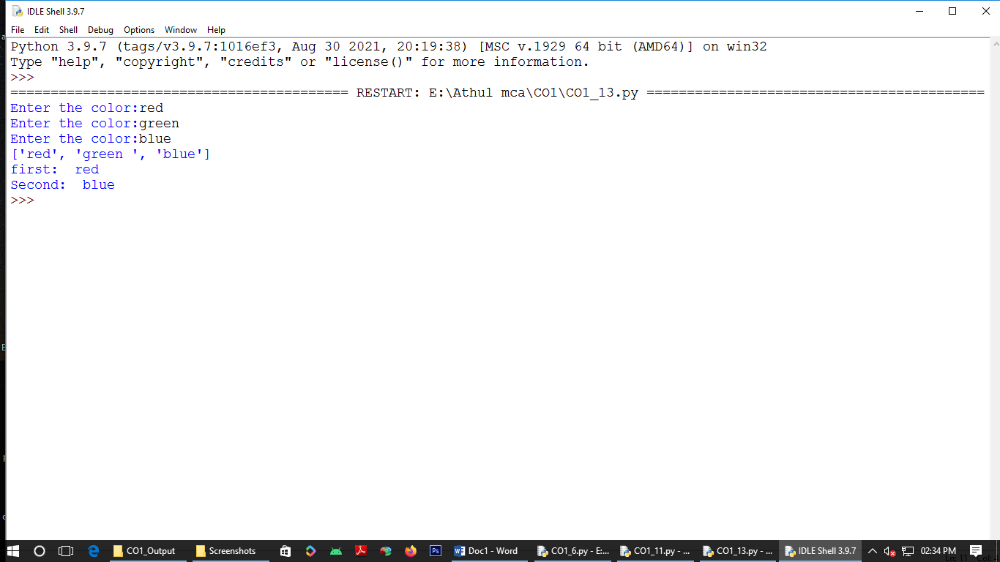 IDLE Shell 3.9.7
File Edit Shell Debug Options Window Help
Python 3.9.7 (tags/v3.9.7:1016ef3, Aug 30 2021, 20:19:38) [MSC v.1929 64 bit (AMD64)] on win32
Type "help", "copyright", "credits" or "license()" for more information.
>>>
========================================== RESTART: E:\Athul mca\CO1\CO1_13.py ==========================================
Enter the color:red
Enter the color:green
Enter the color:blue
['red', 'green ', 'blue']
first:  red
Second:  blue
>>>
CO1_Output Screenshots Ps Doc1 - Word CO1_6.py - E:... CO1_11.py - ... CO1_13.py - ... IDLE Shell 3.9.7 02:34 PM
Ln: 11 Col: